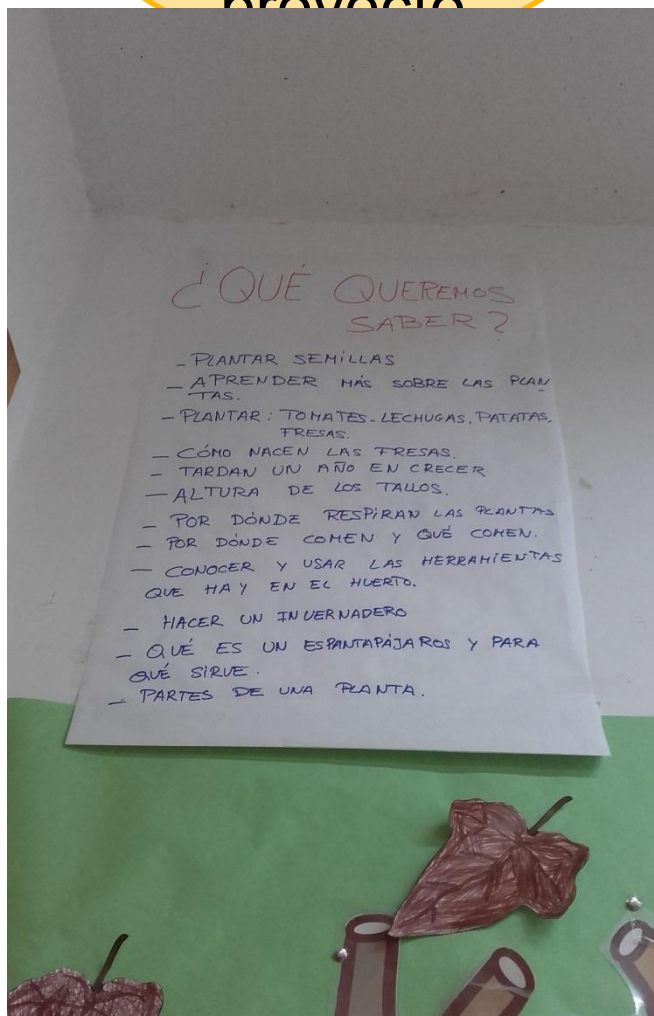 ¿QUÉ QUEREMOS
SABER?
- PLANTAR SEMILLAS
- APRENDER MÁS SOBRE LAS PLAN
TAS.
- PLANTAR: TOMATES-LECHUGAS, PATATAS,
FRESAS.
- CÓMO NACEN LAS FRESAS.
- TARDAN UN AÑO EN CRECER
- ALTURA DE LOS TALLOS.
- POR DÓNDE RESPIRAN LAS PLANTAS
- POR DÓNDE COMEN Y QUÉ COMEN.
- CONOCER Y USAR LAS HERRAMIENTAS
QUE HAY EN EL HUERTO.
- HACER UN INVERNADERO
- QUÉ ES UN ESPANTAPÁJAROS Y PARA
QUÉ SIRVE.
- PARTES DE UNA PLANTA.